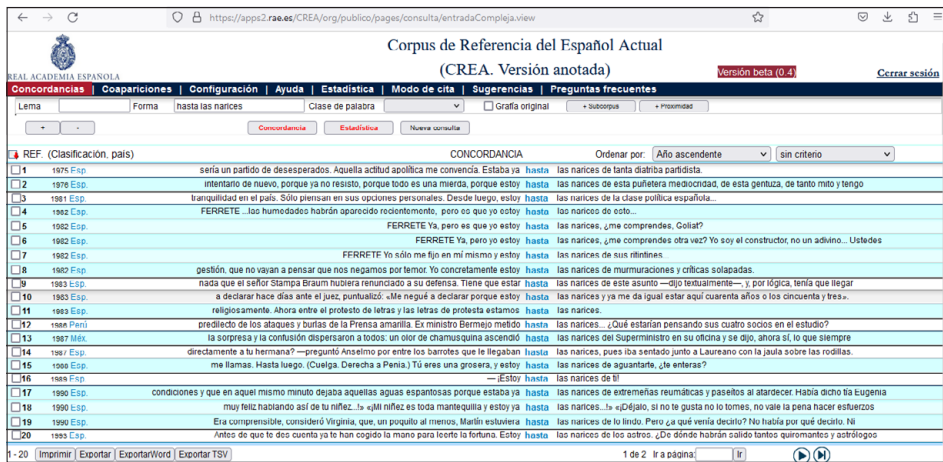 https://apps2.rae.es/CREA/org/publico/pages/consulta/entradaCompleja.view
REAL ACADEMIA ESPAÑOLA
Corpus de Referencia del Español Actual
(CREA. Versión anotada)
Versión beta (0.4)
Cerrar sesión
Concordancias | Coapariciones | Configuración | Ayuda | Estadística | Modo de cita | Sugerencias | Preguntas frecuentes
Lema Forma hasta las narices Clase de palabra Grafía original + Subcorpus + Proximidad
+ - Concordancia Estadística Nueva consulta
REF. (Clasificación, país) CONCORDANCIA Ordenar por: Año ascendente sin criterio
1 1975 Esp. sería un partido de desesperados. Aquella actitud apolítica me convencía. Estaba ya hasta las narices de tanta diatriba partidista.
2 1976 Esp. intentarlo de nuevo, porque ya no resisto, porque todo es una mierda, porque estoy hasta las narices de esta puñetera mediocridad, de esta gentuza, de tanto mito y tengo
3 1981 Esp. tranquilidad en el país. Sólo piensan en sus opciones personales. Desde luego, estoy hasta las narices de la clase política española...
4 1982 Esp. FERRETE ...las humedades habrán aparecido recientemente, pero es que yo estoy hasta las narices de esto...
5 1982 Esp. FERRETE Ya, pero es que yo estoy hasta las narices, ¿me comprendes, Goliat?
6 1982 Esp. FERRETE Ya, pero yo estoy hasta las narices, ¿me comprendes otra vez? Yo soy el constructor, no un adivino... Ustedes
7 1982 Esp. FERRETE Yo sólo me fijo en mí mismo y estoy hasta las narices de sus ritintines...
8 1982 Esp. gestión, que no vayan a pensar que nos negamos por temor. Yo concretamente estoy hasta las narices de murmuraciones y críticas solapadas.
9 1983 Esp. nada que el señor Stampa Braum hubiera renunciado a su defensa. Tiene que estar hasta las narices de este asunto —dijo textualmente—, y, por lógica, tenía que llegar
10 1983 Esp. a declarar hace días ante el juez, puntualizó: «Me negué a declarar porque estoy hasta las narices y ya me da igual estar aquí cuarenta años o los cincuenta y tres».
11 1983 Esp. religiosamente. Ahora entre el protesto de letras y las letras de protesta estamos hasta las narices.
12 1986 Perú predilecto de los ataques y burlas de la Prensa amarilla. Ex ministro Bermejo metido hasta las narices... ¿Qué estarían pensando sus cuatro socios en el estudio?
13 1987 Méx. la sorpresa y la confusión dispersaron a todos: un olor de chamusquina ascendió hasta las narices del Superministro en su oficina y se dijo, ahora sí, lo que siempre
14 1987 Esp. directamente a tu hermana? —preguntó Anselmo por entre los barrotes que le llegaban hasta las narices, pues iba sentado junto a Laureano con la jaula sobre las rodillas.
15 1988 Esp. me llamas. Hasta luego. (Cuelga. Derecha a Penia.) Tú eres una grosera, y estoy hasta las narices de aguantarte, ¿te enteras?
16 1989 Esp. — ¡Estoy hasta las narices de ti!
17 1990 Esp. condiciones y que en aquel mismo minuto dejaba aquellas aguas espantosas porque estaba ya hasta las narices de extremeñas reumáticas y paseítos al atardecer. Había dicho tía Eugenia
18 1990 Esp. muy feliz hablando así de tu niñez...!» «¡Mi niñez es toda mantequilla y estoy ya hasta las narices...!» «¡Déjalo, si no te gusta no lo tomes, no vale la pena hacer esfuerzos
19 1990 Esp. Era comprensible, consideró Virginia, que, un poquito al menos, Martín estuviera hasta las narices de lo lindo. Pero ¿a qué venía decirlo? No había por qué decirlo. Ni
20 1993 Esp. Antes de que te des cuenta ya te han cogido la mano para leerte la fortuna. Estoy hasta las narices de los astros. ¿De dónde habrán salido tantos quiromantes y astrólogos
1 - 20 Imprimir Exportar ExportarWord Exportar TSV 1 de 2 Ir a página: Ir